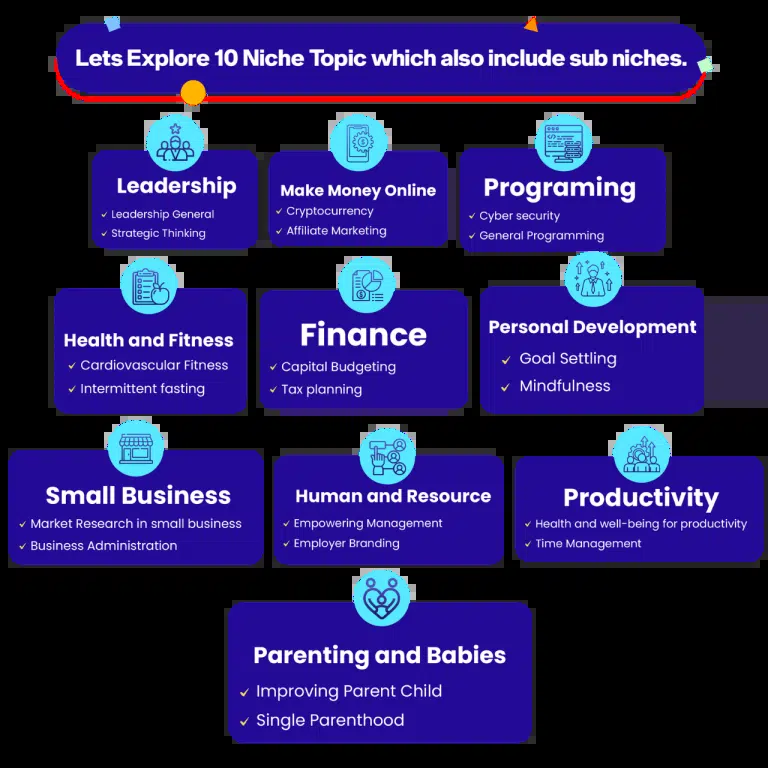 Lets Explore 10 Niche Topic which also include sub niches.
Leadership
Leadership General
Strategic Thinking
Make Money Online
Cryptocurrency
Affiliate Marketing
Programing
Cyber security
General Programming
Health and Fitness
Cardiovascular Fitness
Intermittent fasting
Finance
Capital Budgeting
Tax planning
Personal Development
Goal Settling
Mindfulness
Small Business
Market Research in small business
Business Administration
Human and Resource
Empowering Management
Employer Branding
Productivity
Health and well-being for productivity
Time Management
Parenting and Babies
Improving Parent Child
Single Parenthood